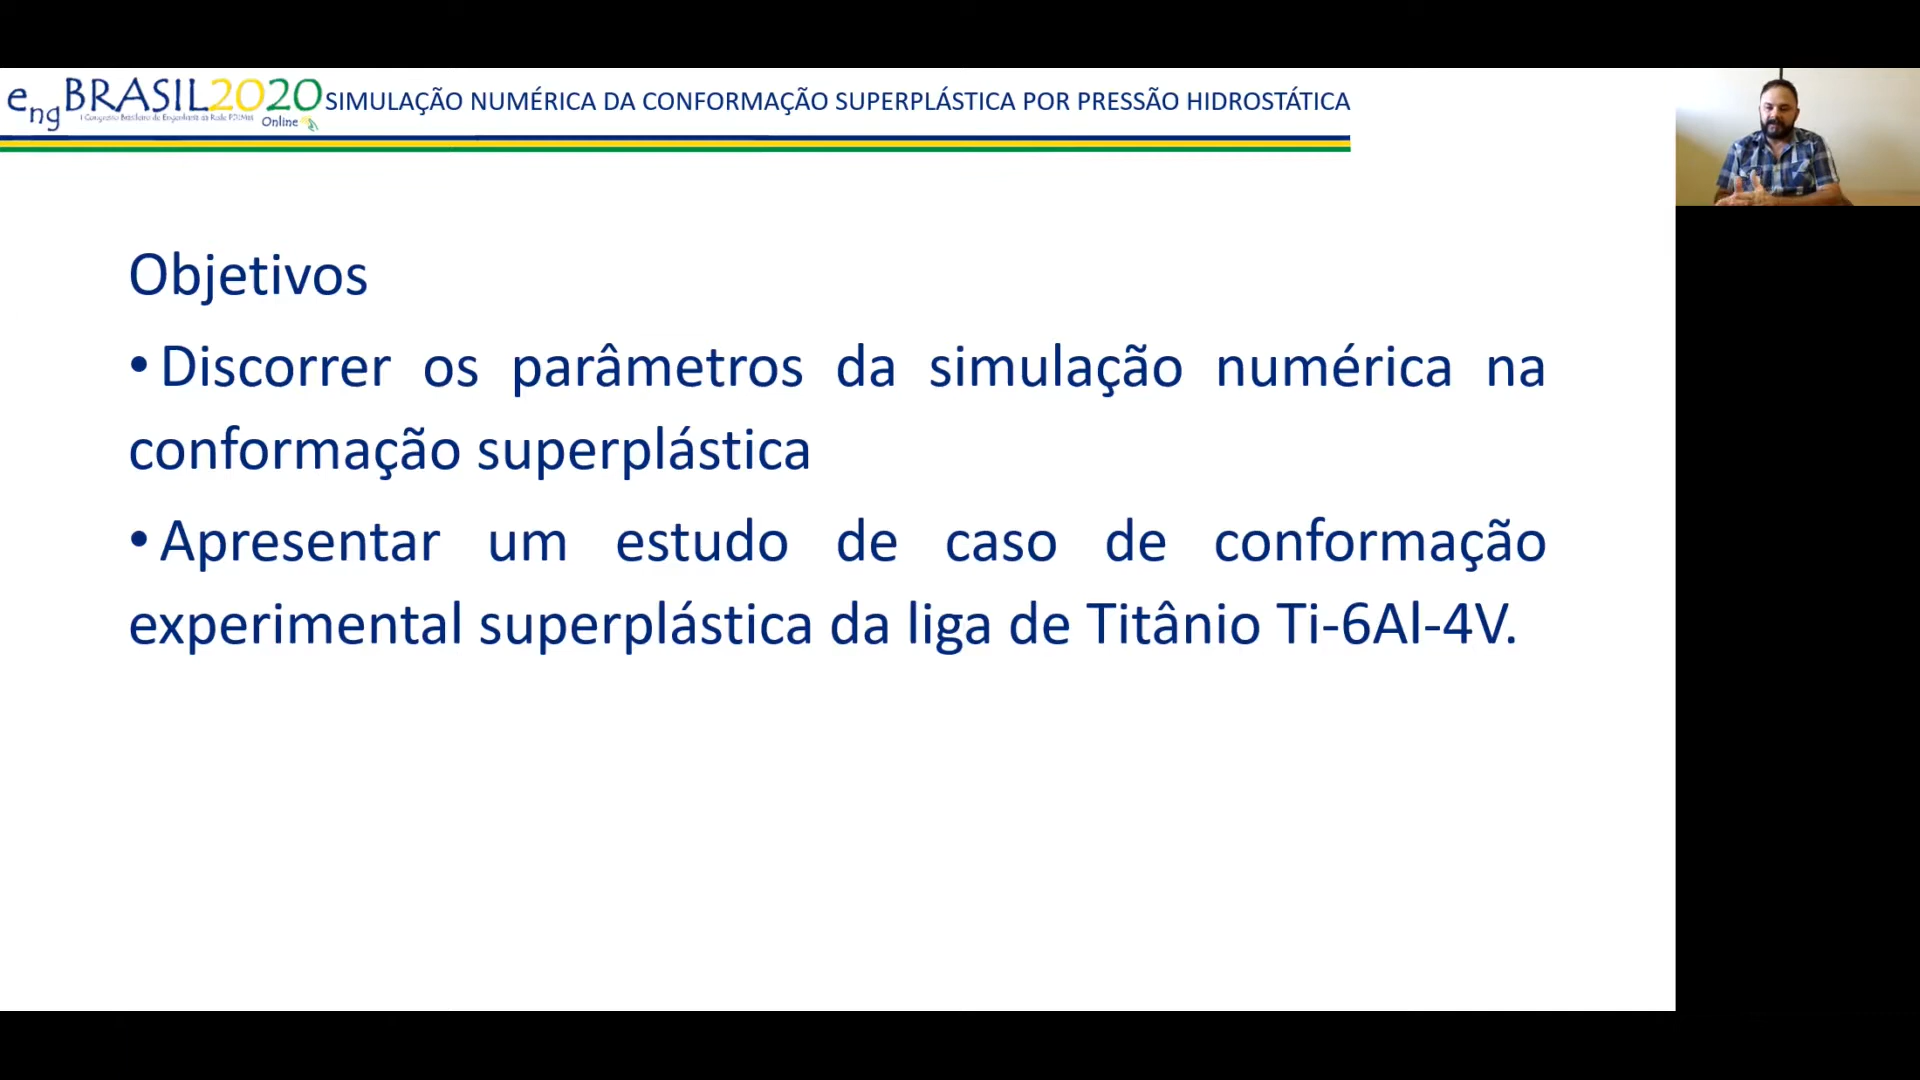 engBRASIL2020
I Congresso Brasileiro de Engenharia da Rede PDIMat
Online
SIMULAÇÃO NUMÉRICA DA CONFORMAÇÃO SUPERPLÁSTICA POR PRESSÃO HIDROSTÁTICA
Objetivos
•Discorrer os parâmetros da simulação numérica na
conformação superplástica
•Apresentar um estudo de caso de conformação
experimental superplástica da liga de Titânio Ti-6Al-4V.